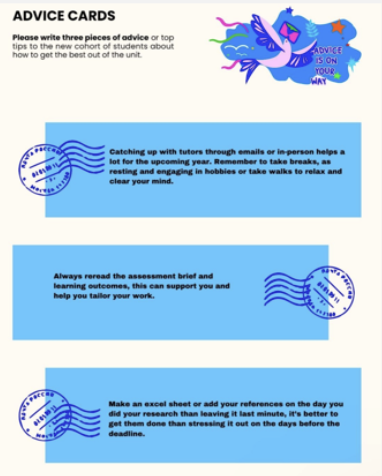 ADVICE CARDS
Please write three pieces of advice or top
tips to the new cohort of students about
how to get the best out of the unit.
ADVICE
IS ON
YOUR
WAY
Catching up with tutors through emails or in-person helps a
lot for the upcoming year. Remember to take breaks, as
resting and engaging in hobbies or take walks to relax and
clear your mind.
Always reread the assessment brief and
learning outcomes, this can support you and
help you tailor your work.
Make an excel sheet or add your references on the day you
did your research than leaving it last minute, it's better to
get them done than stressing it out on the days before the
deadline.